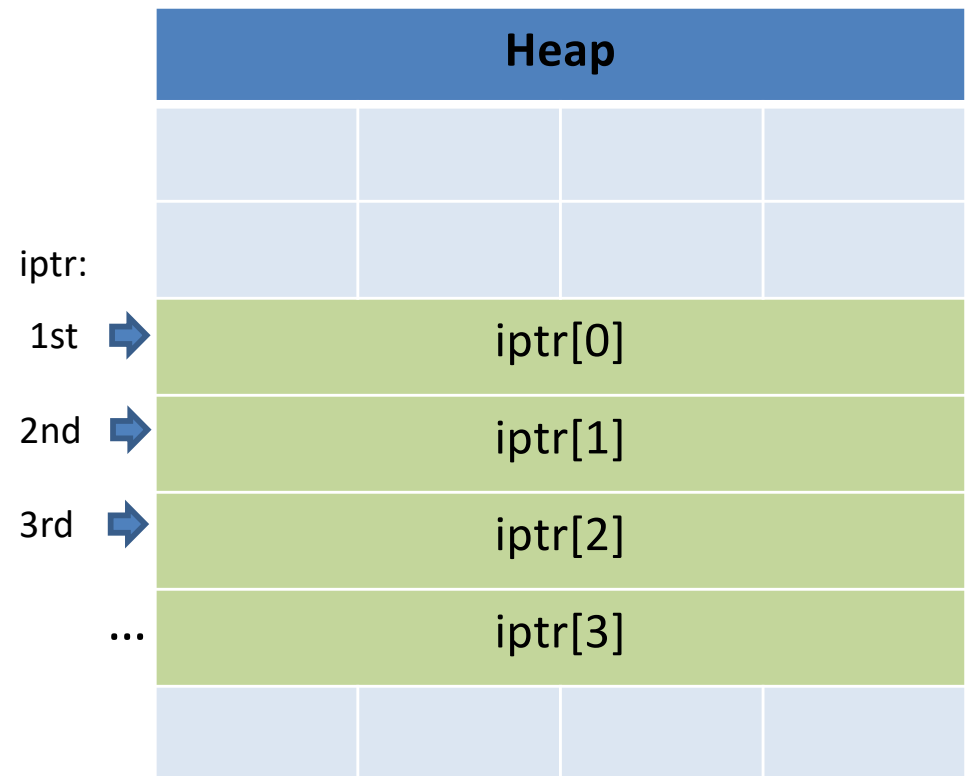 Heap
iptr:
1st iptr[0]
2nd iptr[1]
3rd iptr[2]
... iptr[3]